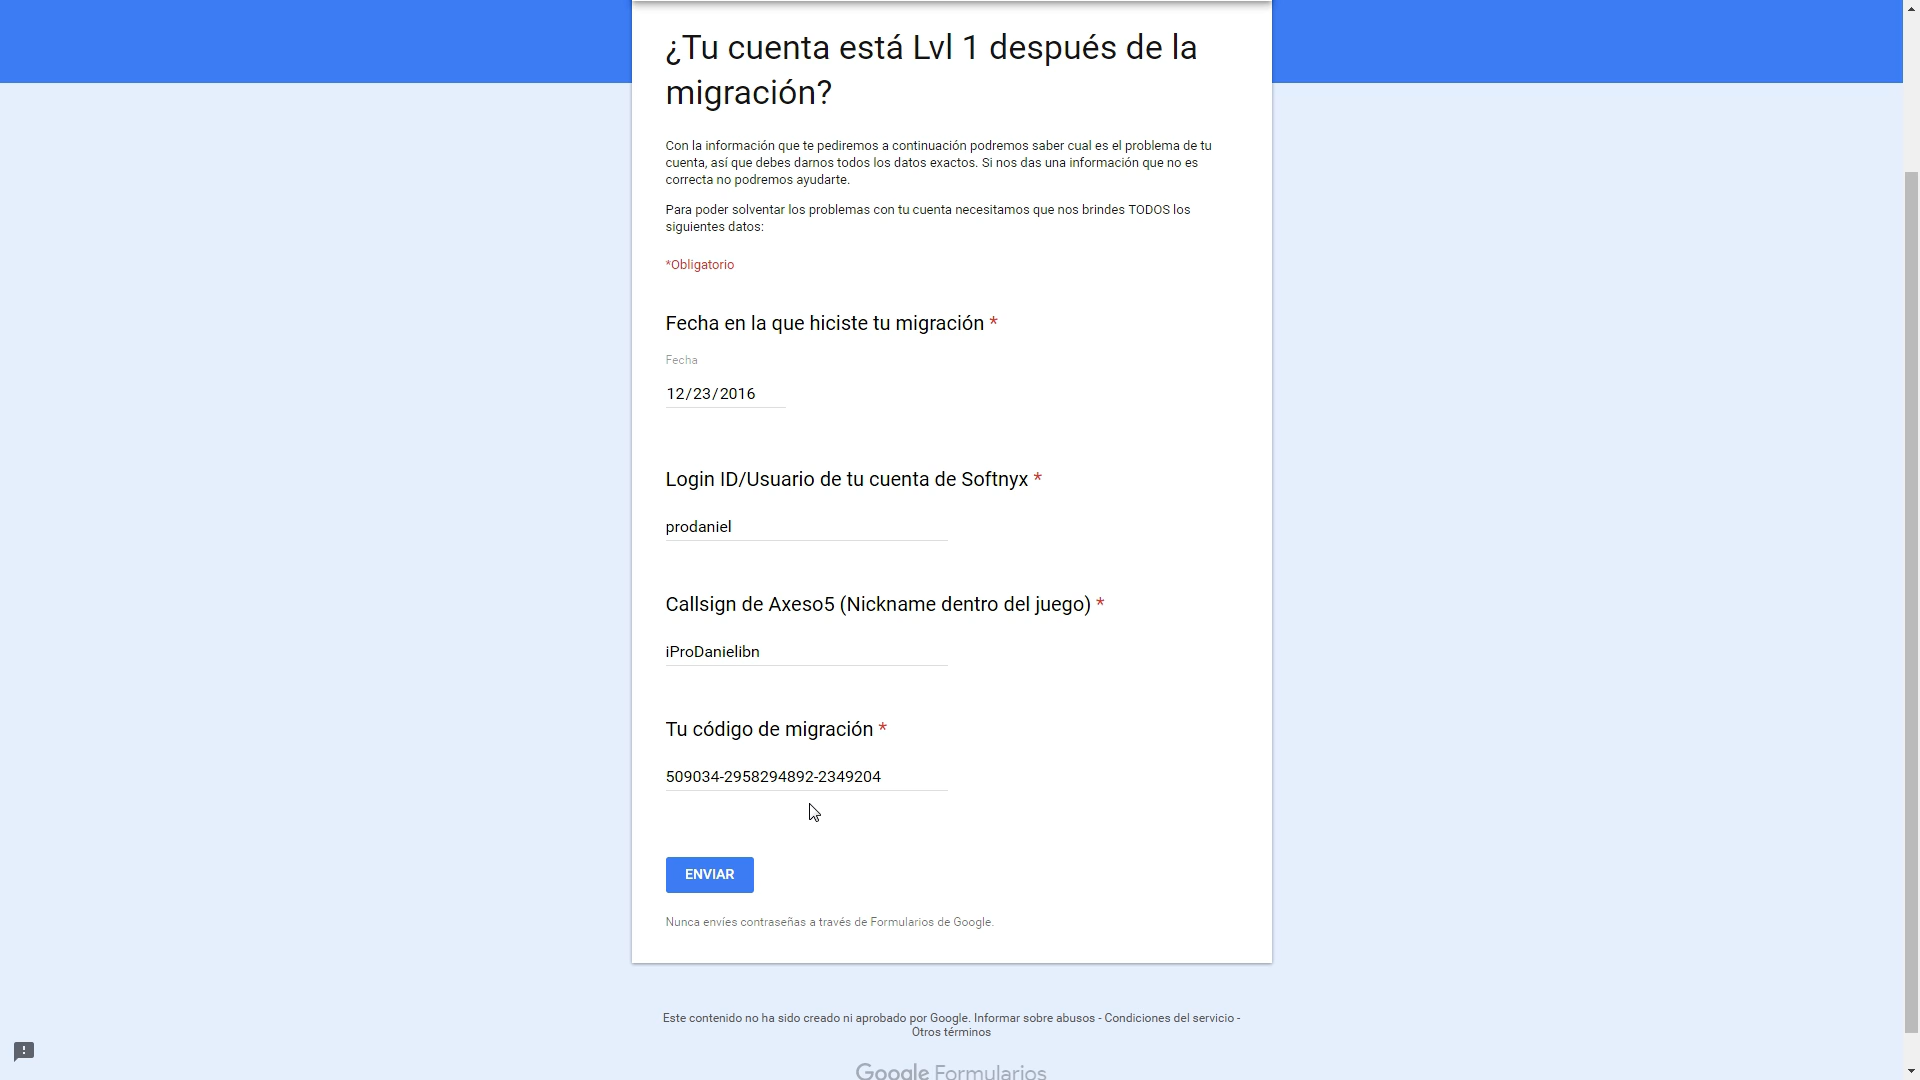 ¿Tu cuenta está Lvl 1 después de la
migración?
Con la información que te pediremos a continuación podremos saber cual es el problema de tu
cuenta, así que debes darnos todos los datos exactos. Si nos das una información que no es
correcta no podremos ayudarte.
Para poder solventar los problemas con tu cuenta necesitamos que nos brindes TODOS los
siguientes datos:
*Obligatorio
Fecha en la que hiciste tu migración *
Fecha
12/23/2016
Login ID/Usuario de tu cuenta de Softnyx *
prodaniel
Callsign de Axeso5 (Nickname dentro del juego) *
iProDanielibn
Tu código de migración *
509034-2958294892-2349204
ENVIAR
Nunca envíes contraseñas a través de Formularios de Google.
Este contenido no ha sido creado ni aprobado por Google. Informar sobre abusos - Condiciones del servicio -
Otros términos
Google Formularios